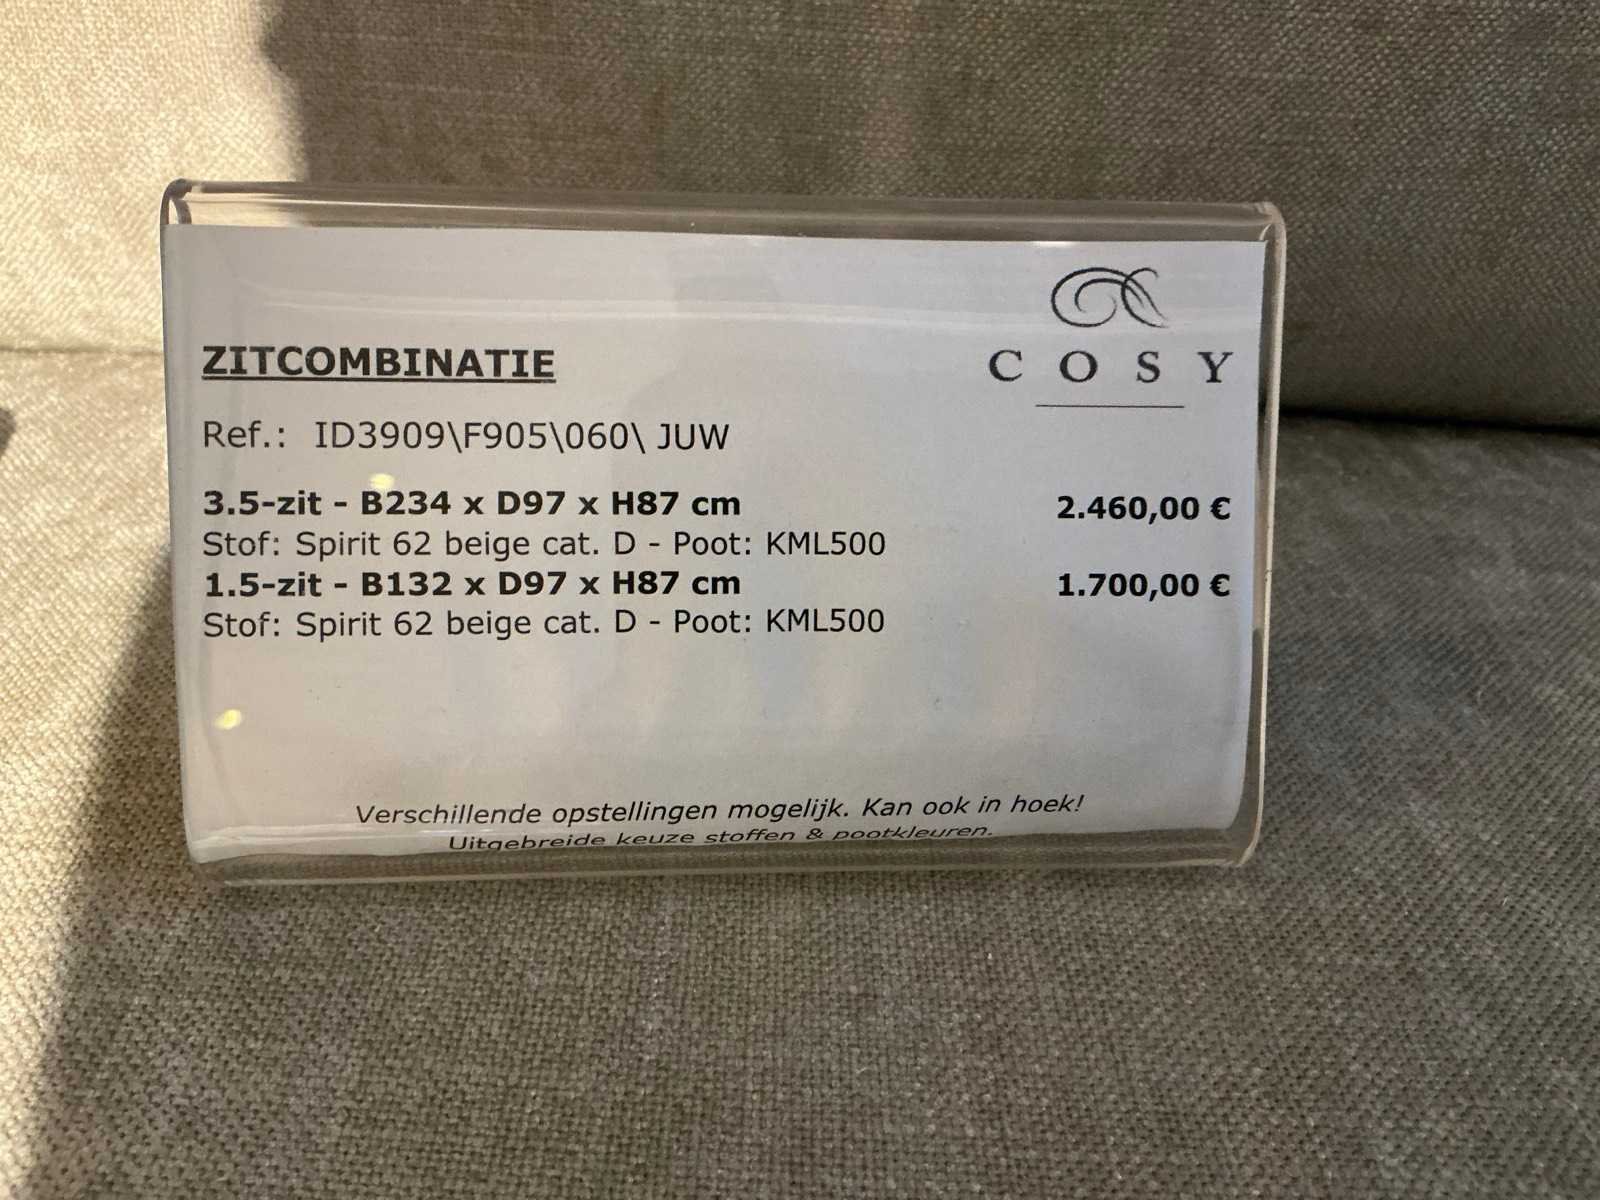 COSY
ZITCOMBINATIE
Ref.: ID3909\F905\060\ JUW
3.5-zit - B234 x D97 x H87 cm 2.460,00 €
Stof: Spirit 62 beige cat. D - Poot: KML500
1.5-zit - B132 x D97 x H87 cm 1.700,00 €
Stof: Spirit 62 beige cat. D - Poot: KML500
Verschillende opstellingen mogelijk. Kan ook in hoek!
Uitgebreide keuze stoffen & pootkleuren.